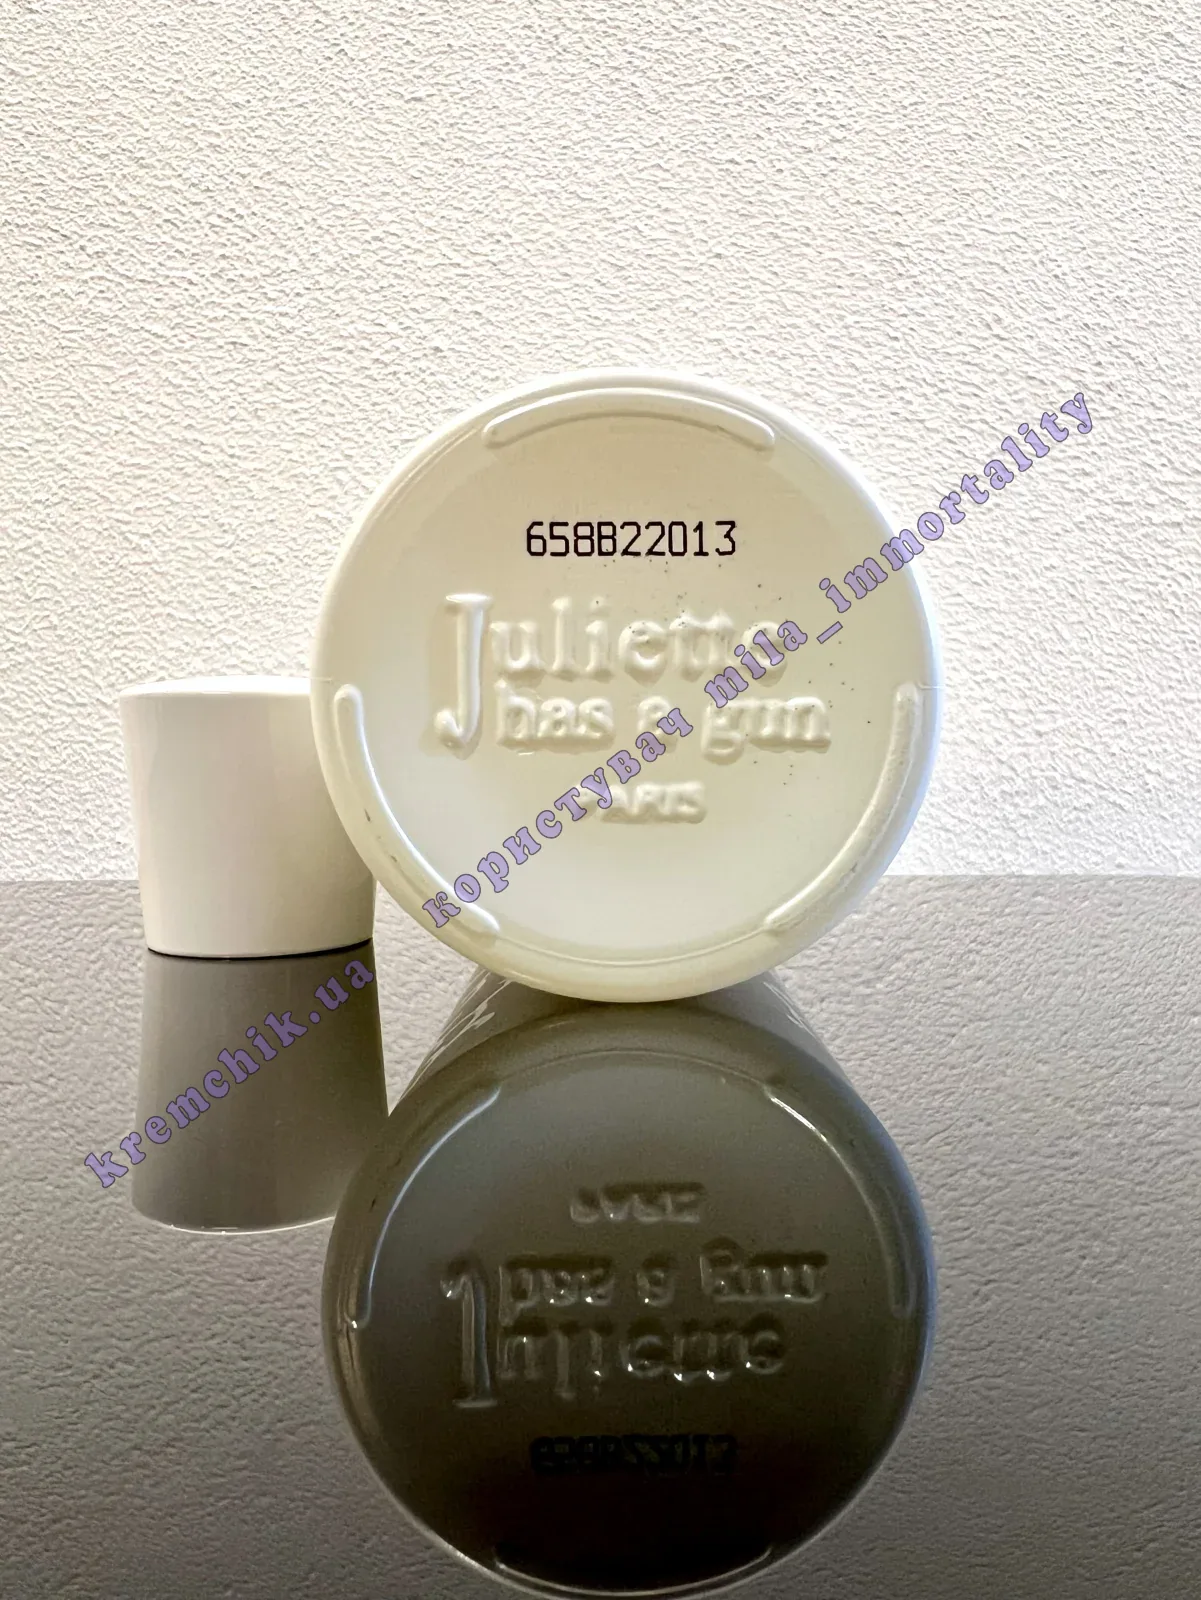 658B22013
Juliette
has a gun
PARIS
користувач mila_immortality
kremchik.ua